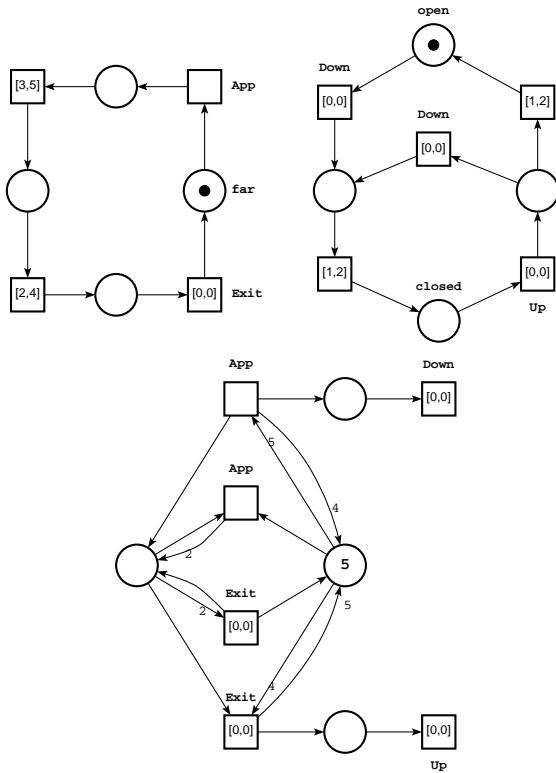 open
Down
[3,5]
App
[0,0]
[1,2]
Down
[0,0]
far
[2,4]
[0,0]
Exit
[1,2]
closed
[0,0]
Up
App
Down
[0,0]
5
App
4
2
5
Exit
2
[0,0]
5
4
Exit
[0,0]
[0,0]
Up